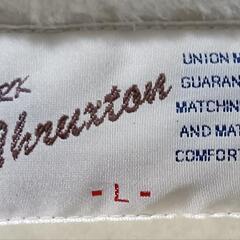 Thruxton
- L -
UNION M
GUARAN
MATCHIN
AND MAT
COMFORT